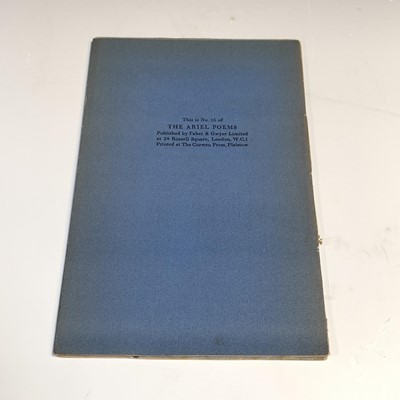 This is No. 16 of
THE ARIEL POEMS
Published by Faber & Gwyer Limited
at 24 Russell Square, London, W.C.1
Printed at The Curwen Press, Plaistow